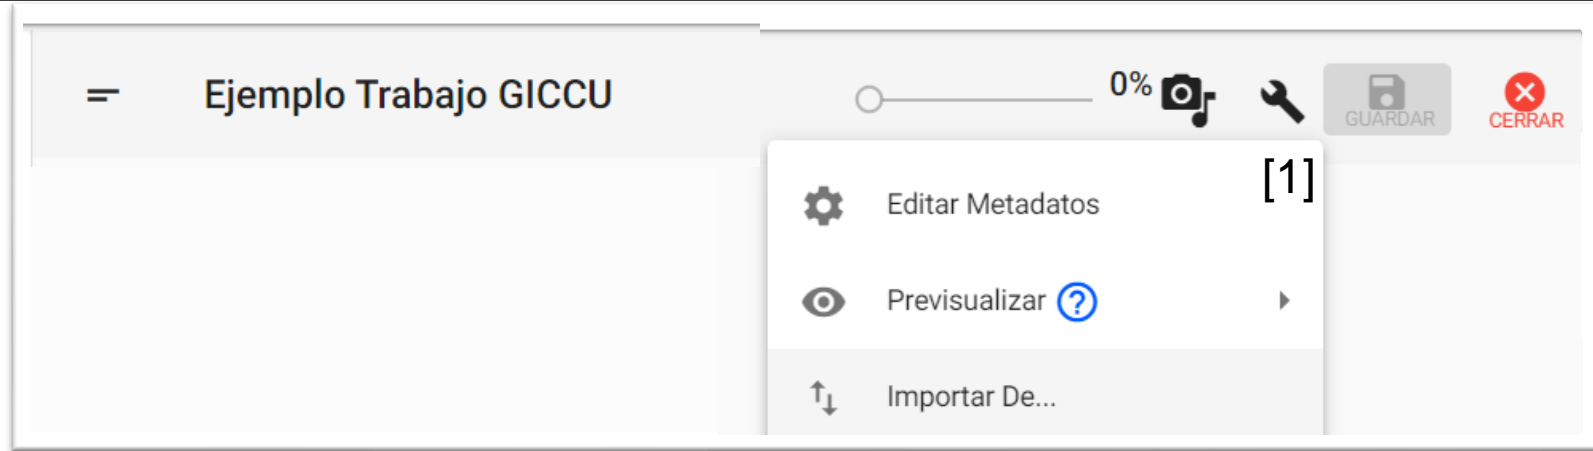 Ejemplo Trabajo GICCU
0%
GUARDAR
CERRAR
[1]
Editar Metadatos
Previsualizar ?
Importar De...